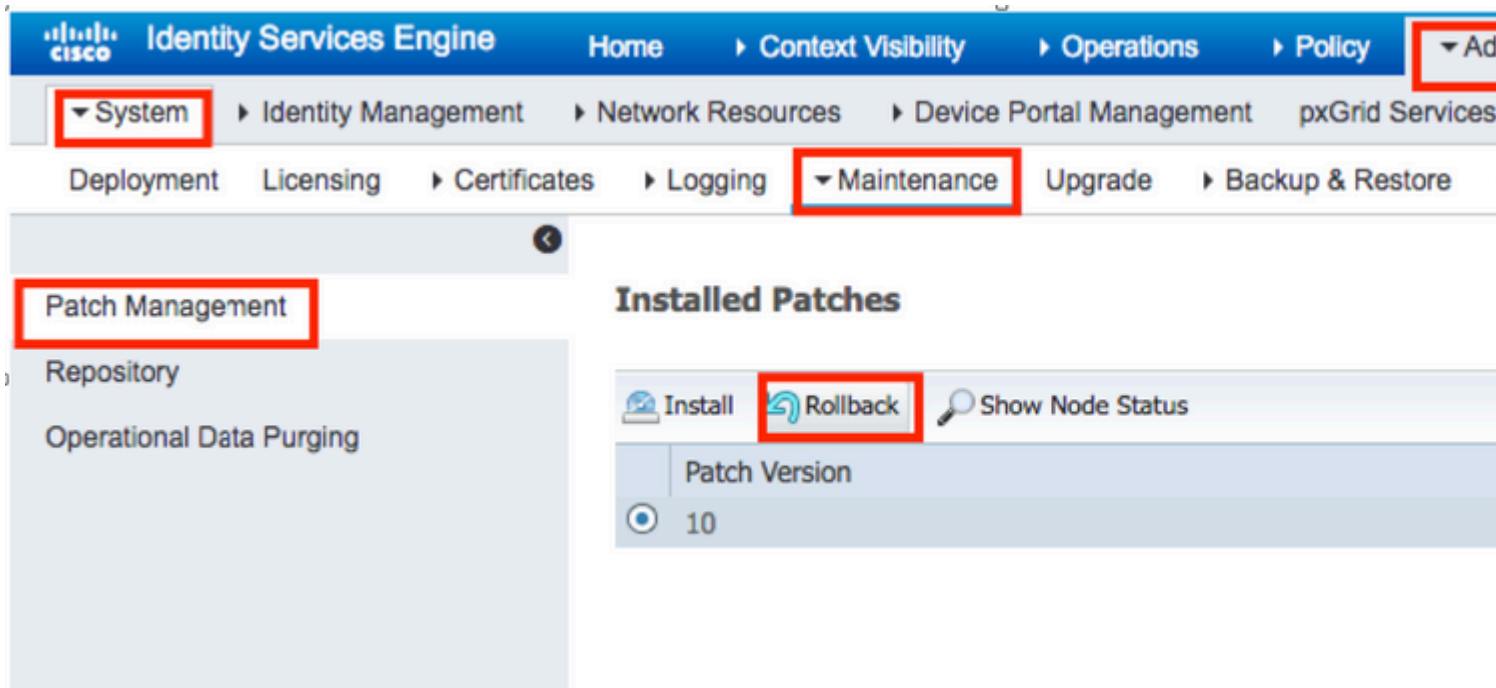 CISCO Identity Services Engine Home Context Visibility Operations Policy Ad
System Identity Management Network Resources Device Portal Management pxGrid Services
Deployment Licensing Certificates Logging Maintenance Upgrade Backup & Restore
Patch Management
Repository
Operational Data Purging
Installed Patches
Install Rollback Show Node Status
Patch Version
10